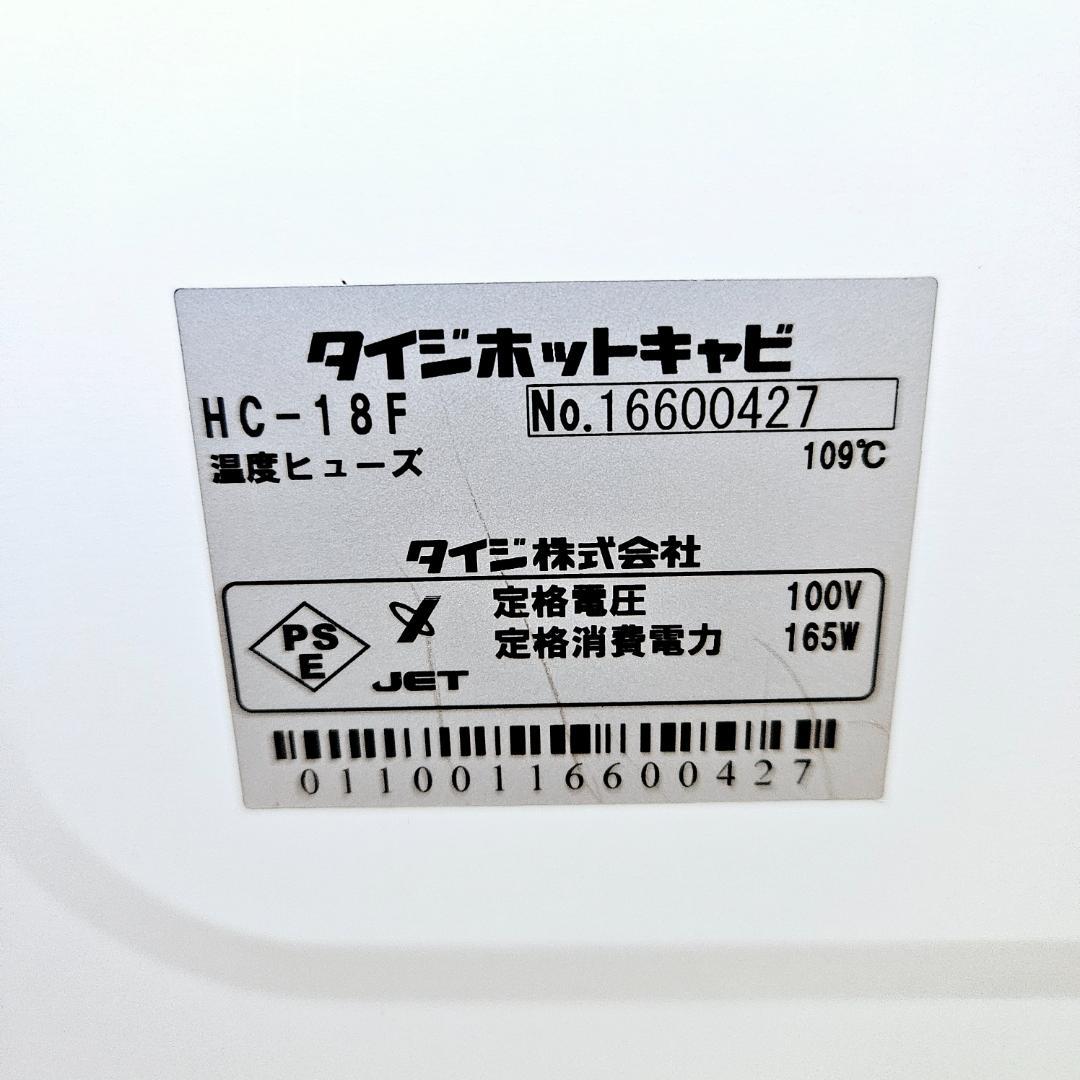 タイジホットキャビ
HC-18F No.16600427
温度ヒューズ 109℃
タイジ株式会社
PS
E
JET
定格電圧 100V
定格消費電力 165W
01100116600427